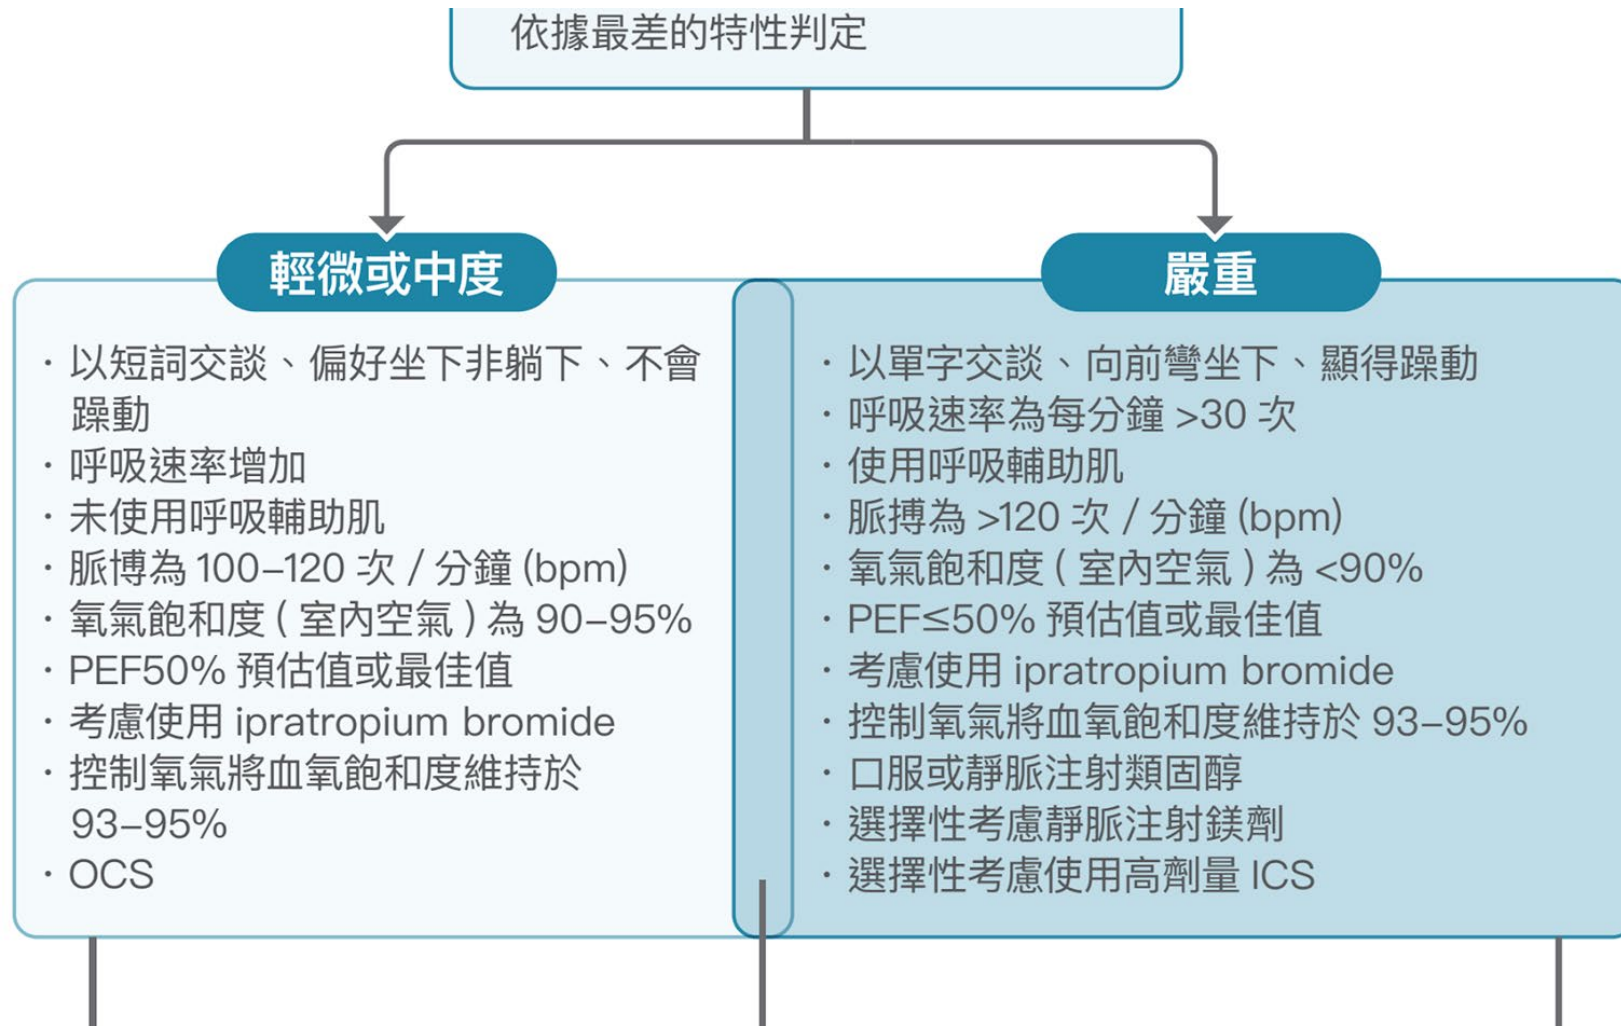 依據最差的特性判定
輕微或中度
· 以短詞交談、偏好坐下非躺下、不會
躁動
· 呼吸速率增加
· 未使用呼吸輔助肌
· 脈博為 100–120 次 / 分鐘 (bpm)
· 氧氣飽和度 ( 室內空氣 ) 為 90–95%
· PEF50% 預估值或最佳值
· 考慮使用 ipratropium bromide
· 控制氧氣將血氧飽和度維持於
93–95%
· OCS
嚴重
· 以單字交談、向前彎坐下、顯得躁動
· 呼吸速率為每分鐘 >30 次
· 使用呼吸輔助肌
· 脈搏為 >120 次 / 分鐘 (bpm)
· 氧氣飽和度 ( 室內空氣 ) 為 <90%
· PEF≤50% 預估值或最佳值
· 考慮使用 ipratropium bromide
· 控制氧氣將血氧飽和度維持於 93–95%
· 口服或靜脈注射類固醇
· 選擇性考慮靜脈注射鎂劑
· 選擇性考慮使用高劑量 ICS